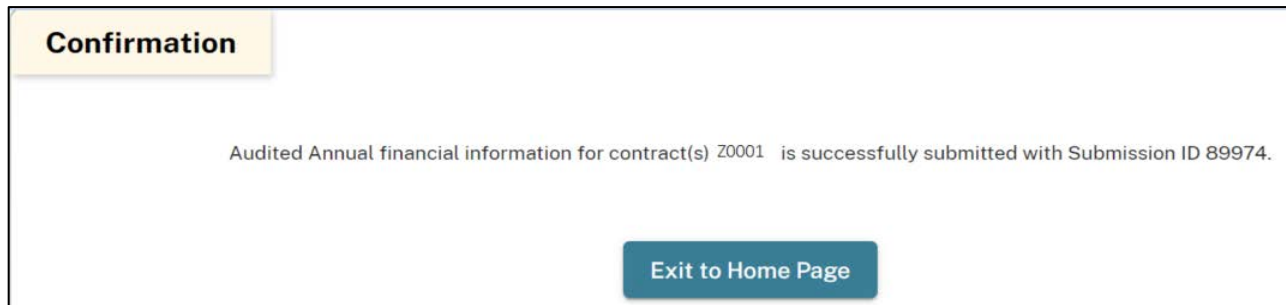 Confirmation
Audited Annual financial information for contract(s) Z0001 is successfully submitted with Submission ID 89974.
Exit to Home Page